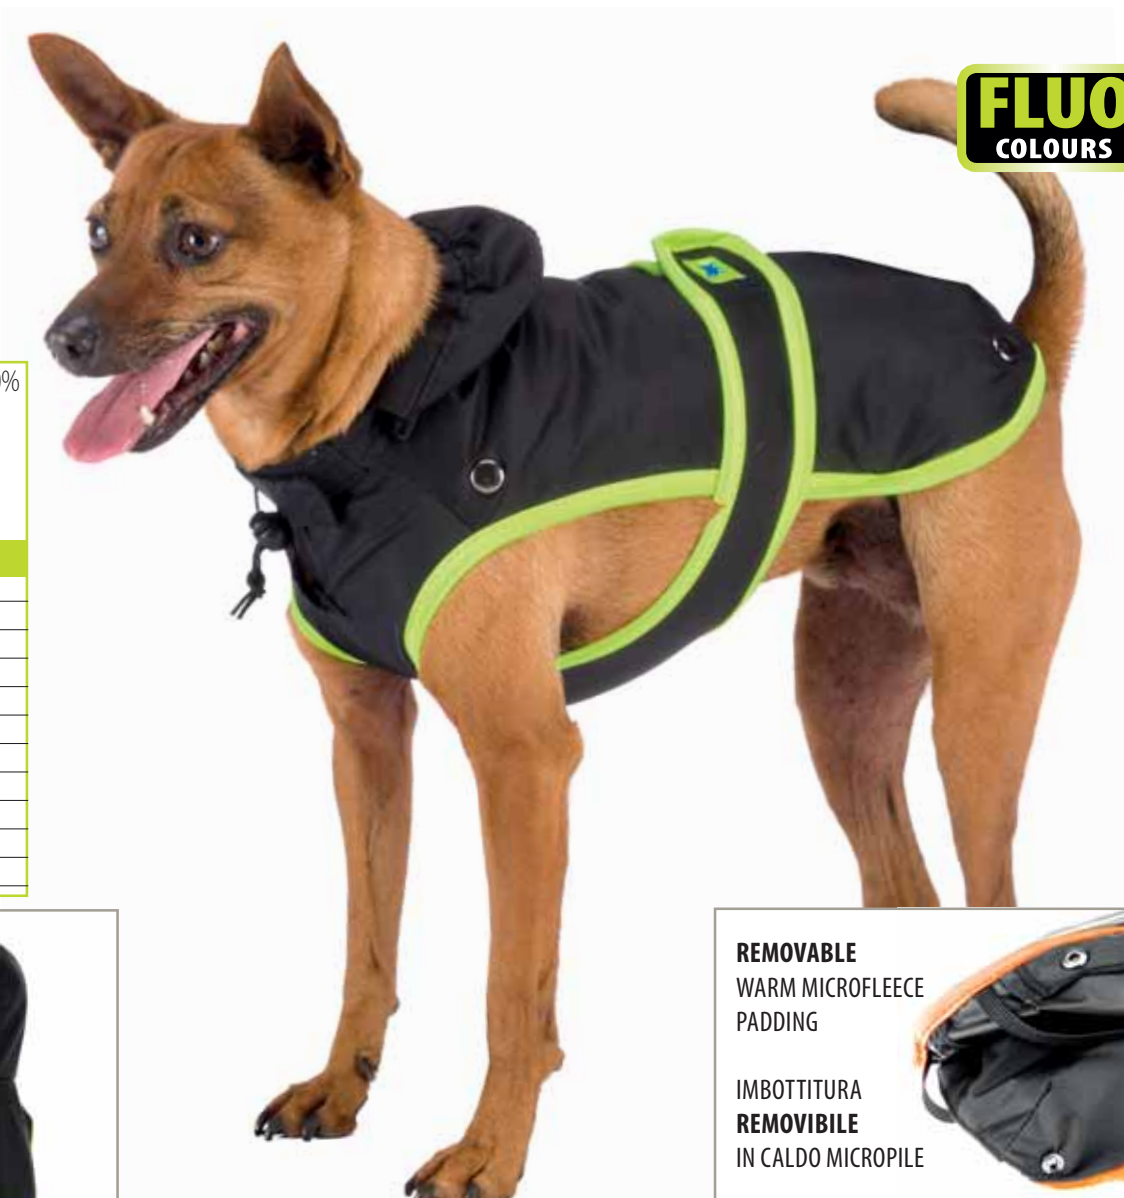 FLUO
COLOURS
%
REMOVABLE
WARM MICROFLEECE
PADDING
IMBOTTITURA
REMOVIBILE
IN CALDO MICROPILE